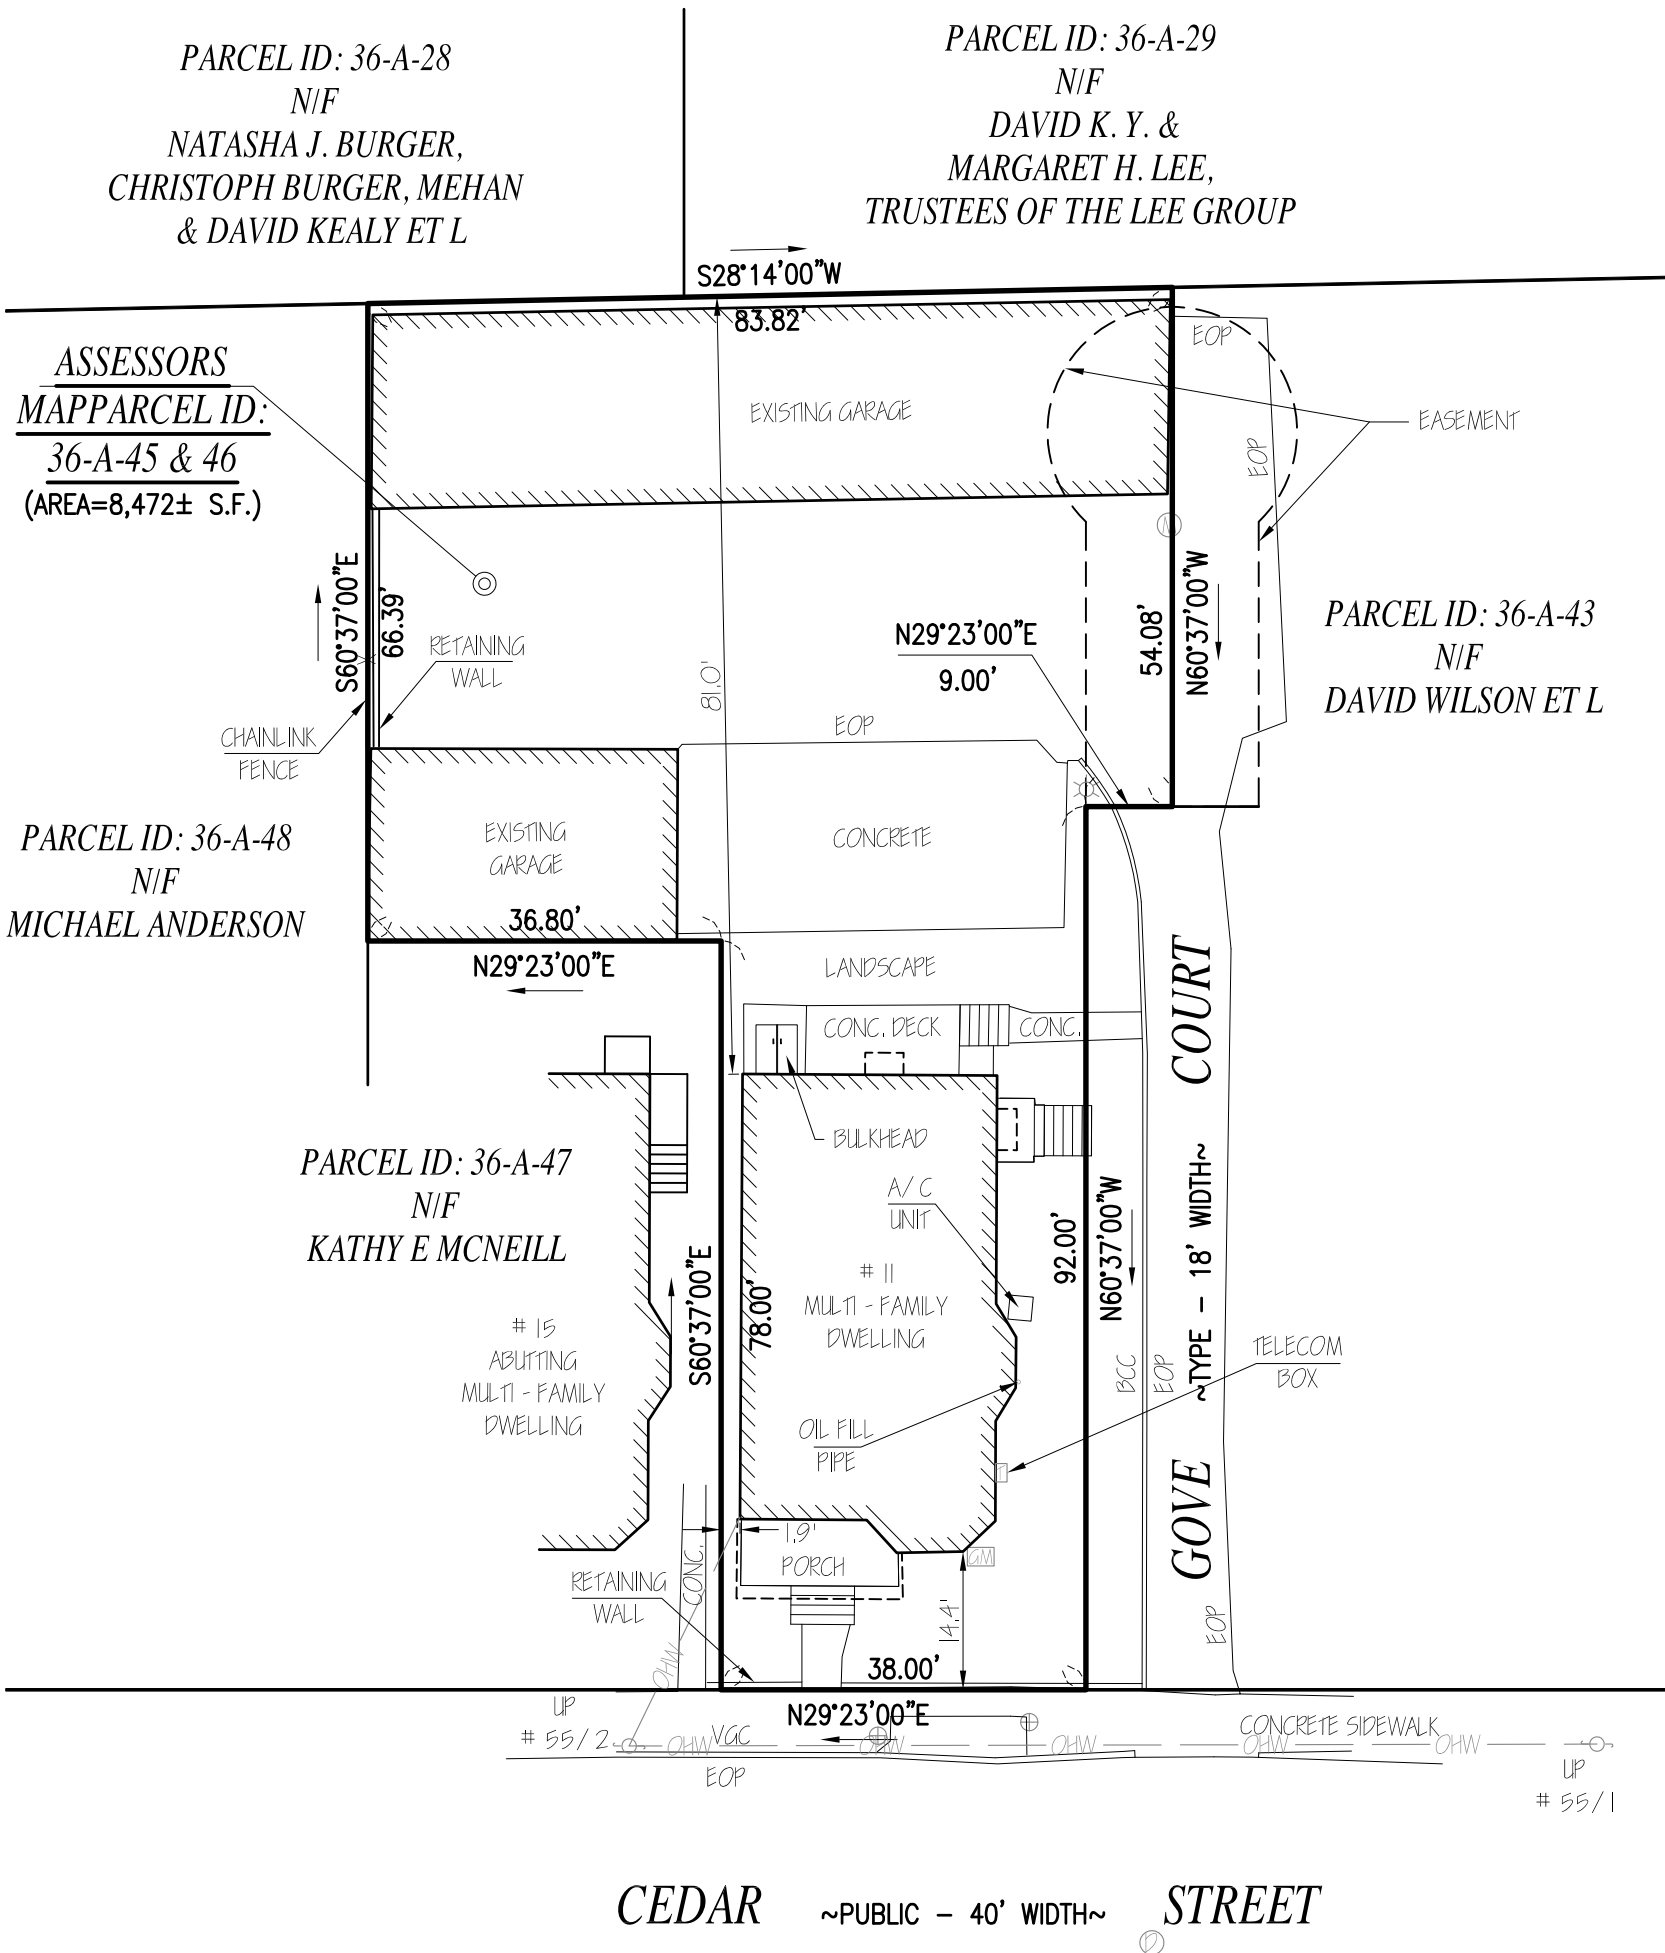 PARCEL ID: 36-A-28
N/F
NATASHA J. BURGER,
CHRISTOPH BURGER, MEHAN
& DAVID KEALY ET L
PARCEL ID: 36-A-29
N/F
DAVID K. Y. &
MARGARET H. LEE,
TRUSTEES OF THE LEE GROUP
S28°14'00"W
83.82'
EOP
ASSESSORS
MAPPARCEL ID:
36-A-45 & 46
(AREA=8,472± S.F.)
EXISTING GARAGE
EASEMENT
EOP
S60°37'00"E
66.39'
RETAINING
WALL
81.0'
N29°23'00"E
9.00'
54.08'
N60°37'00"W
M
PARCEL ID: 36-A-43
N/F
DAVID WILSON ET L
CHAINLINK
FENCE
EOP
PARCEL ID: 36-A-48
N/F
MICHAEL ANDERSON
EXISTING
GARAGE
CONCRETE
36.80'
N29°23'00"E
LANDSCAPE
CONC. DECK
CONC.
BULKHEAD
PARCEL ID: 36-A-47
N/F
KATHY E MCNEILL
A/C
UNIT
# 11
MULTI - FAMILY
DWELLING
S60°37'00"E
78.00'
92.00'
N60°37'00"W
# 15
ABUTTING
MULTI - FAMILY
DWELLING
BCC
EOP
GOVE ~TYPE - 18' WIDTH~ COURT
TELECOM
BOX
OIL FILL
PIPE
T
1.9'
PORCH
GM
CONC.
RETAINING
WALL
14.4'
EOP
OHW
38.00'
N29°23'00"E
UP
# 55/2
VGC
OHW
OHW
OHW
OHW
OHW
CONCRETE SIDEWALK
EOP
UP
# 55/1
CEDAR ~PUBLIC - 40' WIDTH~ STREET
D